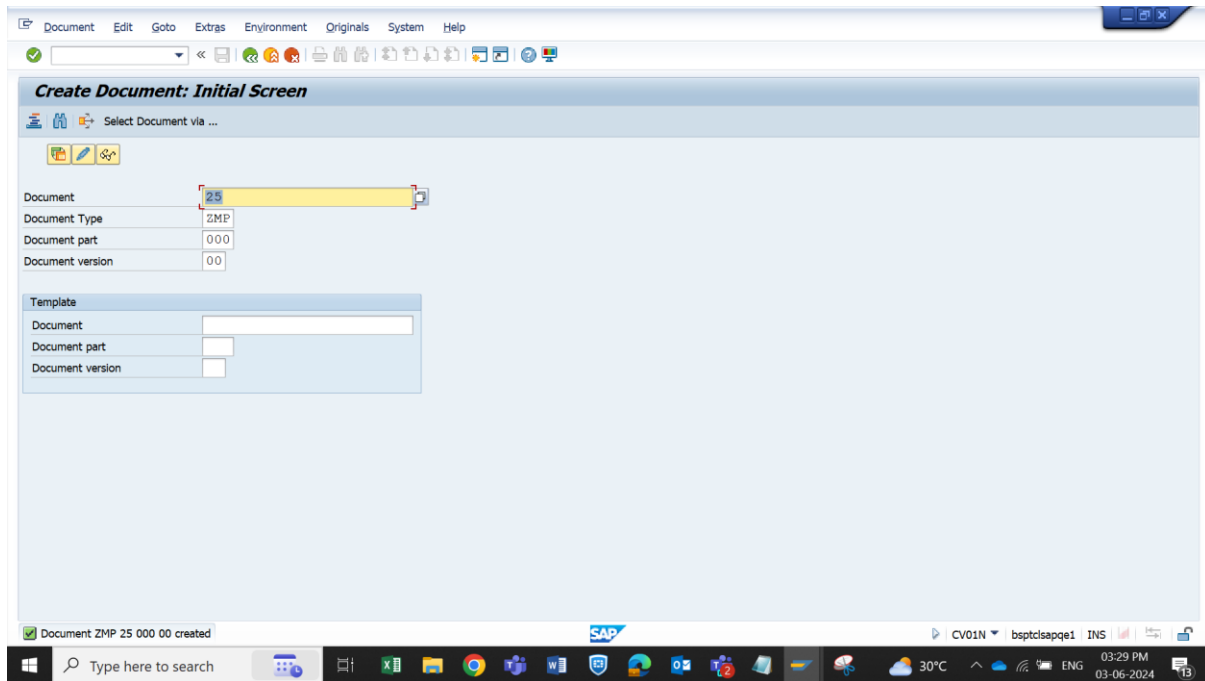 Document Edit Goto Extras Environment Originals System Help
Create Document: Initial Screen
Select Document via ...
Document 25
Document Type ZMP
Document part 000
Document version 00
Template
Document
Document part
Document version
Document ZMP 25 000 00 created SAP CV01N bsptclsapqe1 INS
Type here to search 2 30°C ENG 03:29 PM
03-06-2024 13